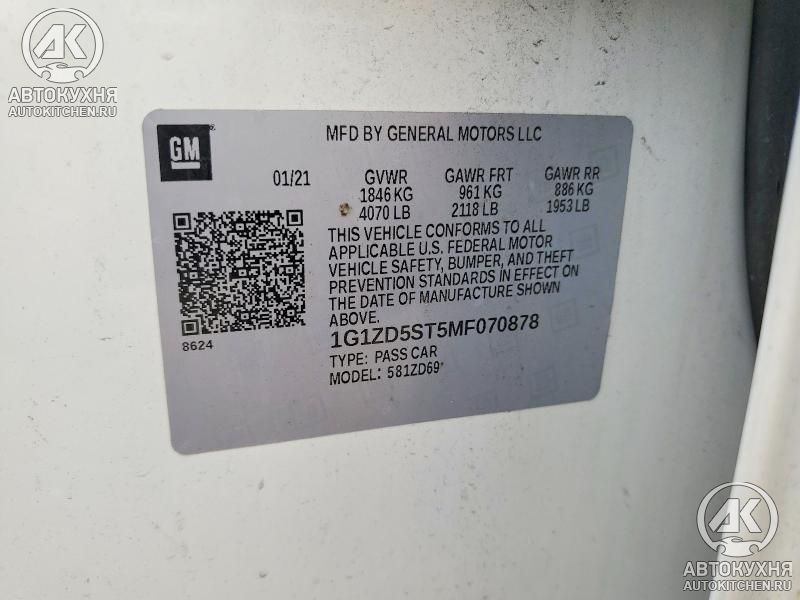 AK
АВТОКУХНЯ
AUTOKITCHEN.RU
GM
MFD BY GENERAL MOTORS LLC
01/21 GVWR GAWR FRT GAWR RR
1846 KG 961 KG 886 KG
4070 LB 2118 LB 1953 LB
THIS VEHICLE CONFORMS TO ALL
APPLICABLE U.S. FEDERAL MOTOR
VEHICLE SAFETY, BUMPER, AND THEFT
PREVENTION STANDARDS IN EFFECT ON
THE DATE OF MANUFACTURE SHOWN
ABOVE.
8624
1G1ZD5ST5MF070878
TYPE: PASS CAR
MODEL: 581ZD69*
AK
АВТОКУХНЯ
AUTOKITCHEN.RU